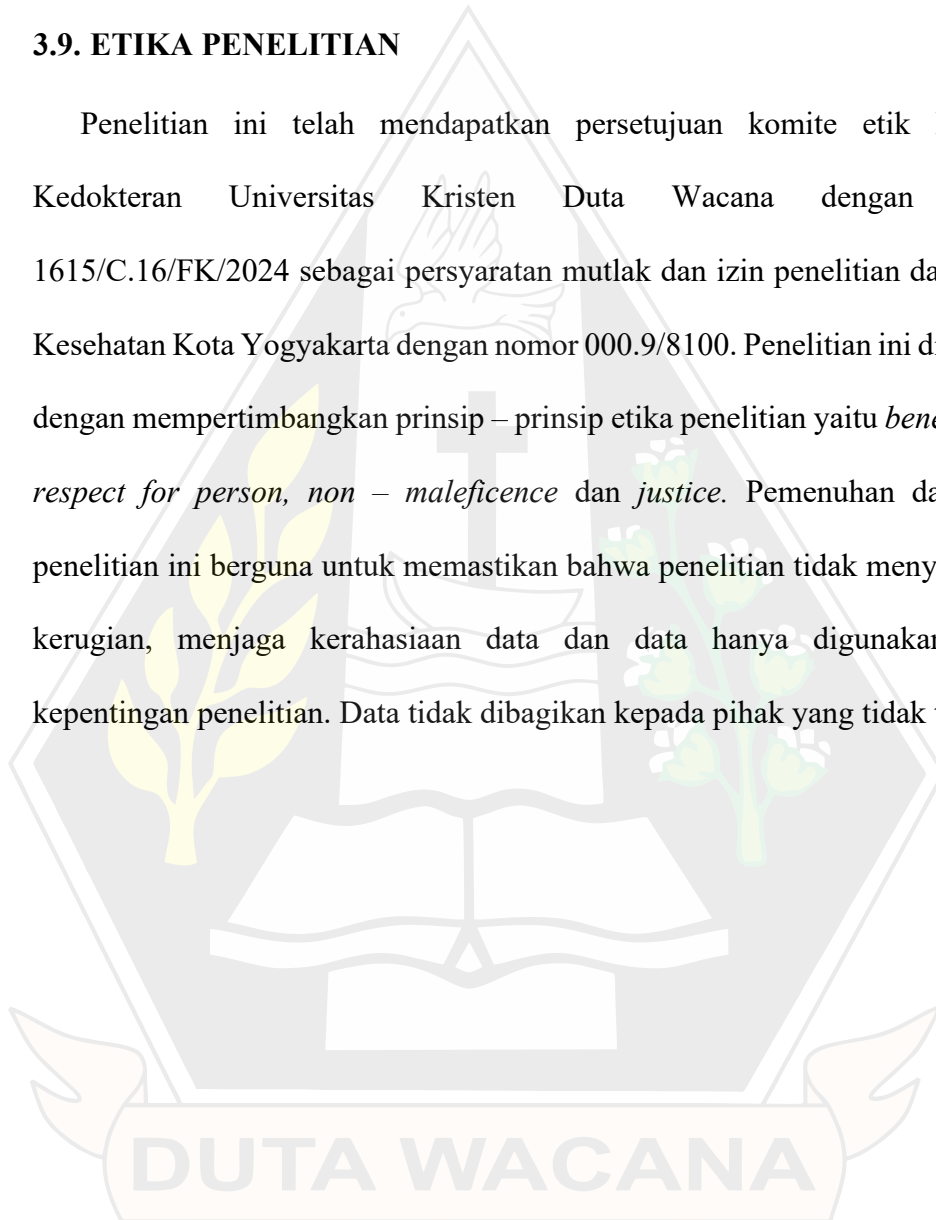 3.9. ETIKA PENELITIAN
Penelitian ini telah mendapatkan persetujuan komite etik
Kedokteran Universitas Kristen Duta Wacana dengan
1615/C.16/FK/2024 sebagai persyaratan mutlak dan izin penelitian da
Kesehatan Kota Yogyakarta dengan nomor 000.9/8100. Penelitian ini di
dengan mempertimbangkan prinsip – prinsip etika penelitian yaitu bene
respect for person, non – maleficence dan justice. Pemenuhan da
penelitian ini berguna untuk memastikan bahwa penelitian tidak meny
kerugian, menjaga kerahasiaan data dan data hanya digunakan
kepentingan penelitian. Data tidak dibagikan kepada pihak yang tidak
DUTA WACANA